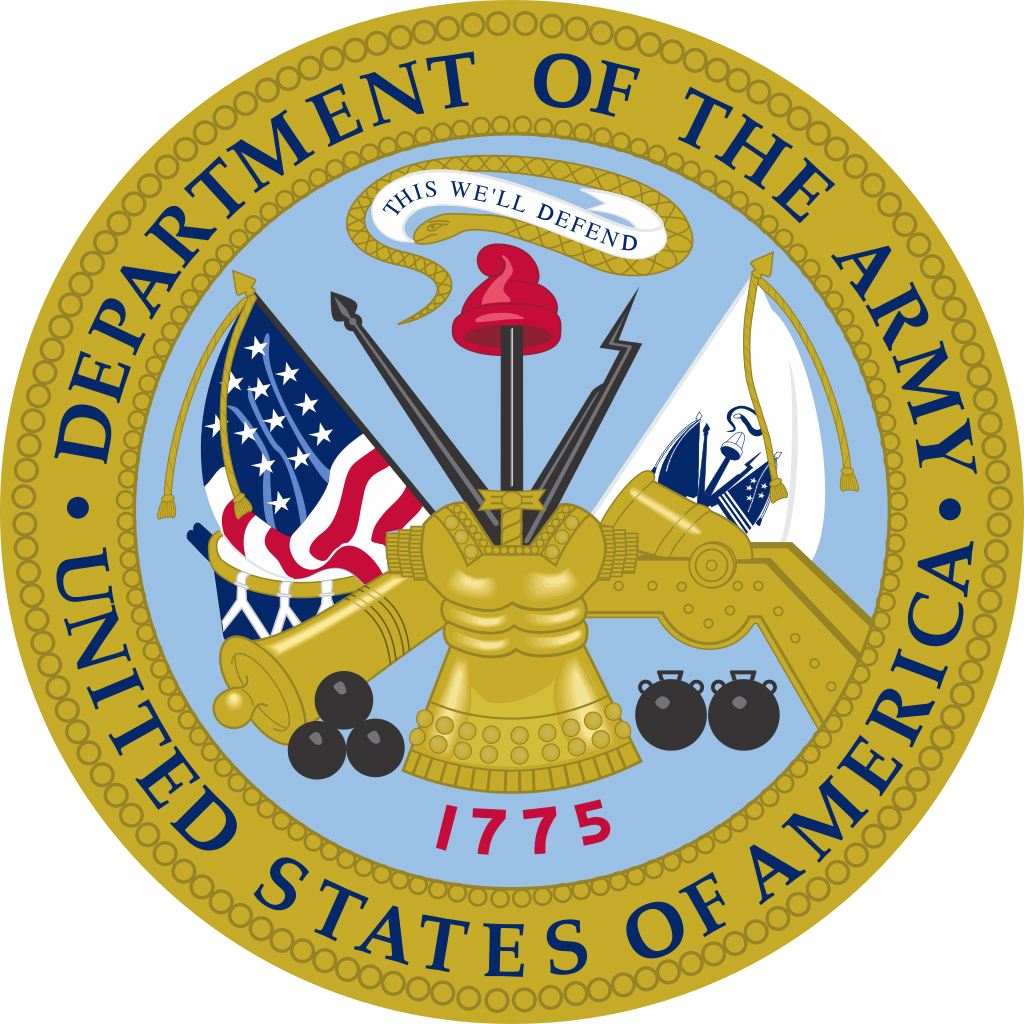 DEPARTMENT OF THE ARMY
THIS WE'LL DEFEND
1775
• UNITED STATES OF AMERICA •